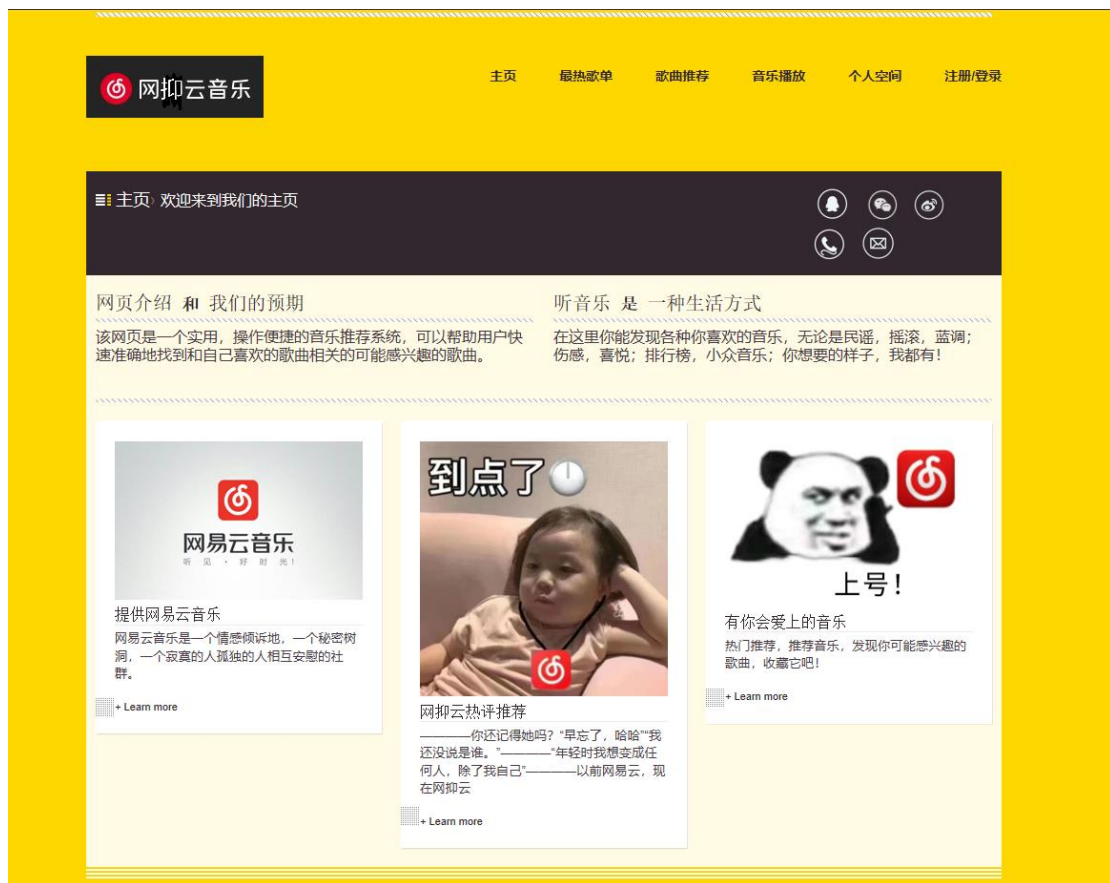 网抑云音乐
主页 最热歌单 歌曲推荐 音乐播放 个人空间 注册/登录
主页 欢迎来到我们的主页
网页介绍 和 我们的预期
该网页是一个实用，操作便捷的音乐推荐系统，可以帮助用户快
速准确地找到和自己喜欢的歌曲相关的可能感兴趣的歌曲。
听音乐 是 一种生活方式
在这里你能发现各种你喜欢的音乐，无论是民谣，摇滚，蓝调；
伤感，喜悦；排行榜，小众音乐；你想要的样子，我都有！
网易云音乐
听 见 · 好 时 光！
提供网易云音乐
网易云音乐是一个情感倾诉地，一个秘密树
洞，一个寂寞的人孤独的人相互安慰的社
群。
+ Learn more
到点了
网抑云热评推荐
————你还记得她吗？“早忘了，哈哈”“我
还没说是谁。”————“年轻时我想变成任
何人，除了我自己”————以前网易云，现
在网抑云
+ Learn more
上号！
有你会爱上的音乐
热门推荐，推荐音乐，发现你可能感兴趣的
歌曲，收藏它吧！
+ Learn more